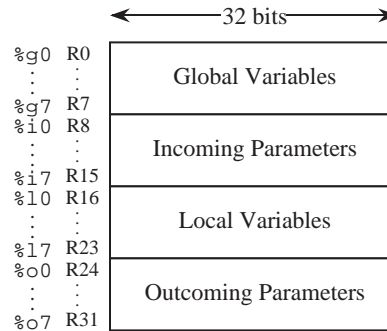 32 bits
%g0 R0
Global Variables
%g7 R7
%i0 R8
Incoming Parameters
%i7 R15
%l0 R16
Local Variables
%l7 R23
%o0 R24
Outcoming Parameters
%o7 R31